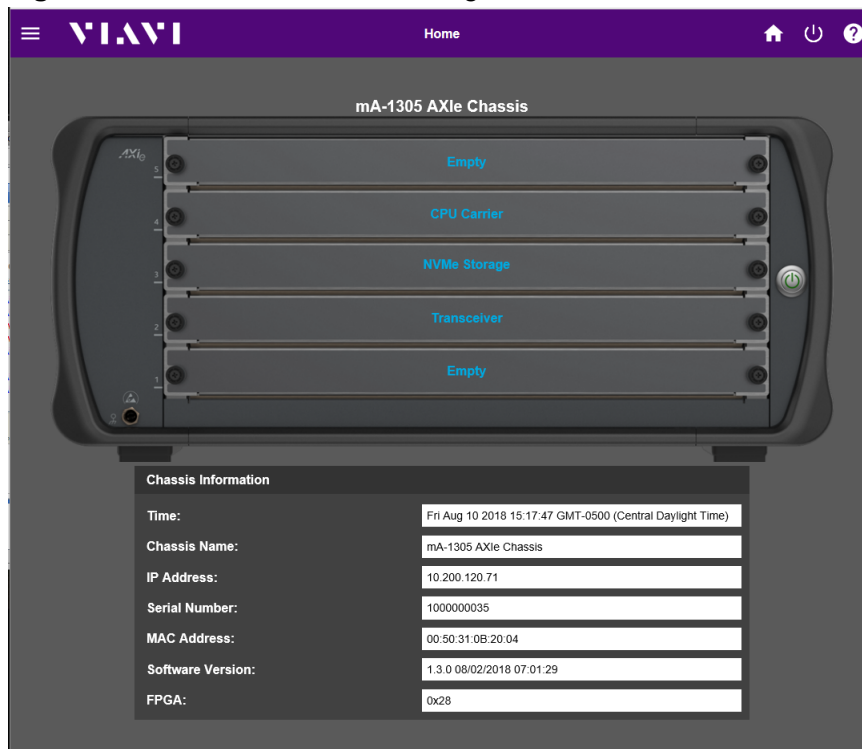 VIAVI
Home
mA-1305 AXIe Chassis
AXIe
5
Empty
4
CPU Carrier
3
NVMe Storage
2
Transceiver
1
Empty
Chassis Information
Time: Fri Aug 10 2018 15:17:47 GMT-0500 (Central Daylight Time)
Chassis Name: mA-1305 AXIe Chassis
IP Address: 10.200.120.71
Serial Number: 1000000035
MAC Address: 00:50:31:0B:20:04
Software Version: 1.3.0 08/02/2018 07:01:29
FPGA: 0x28